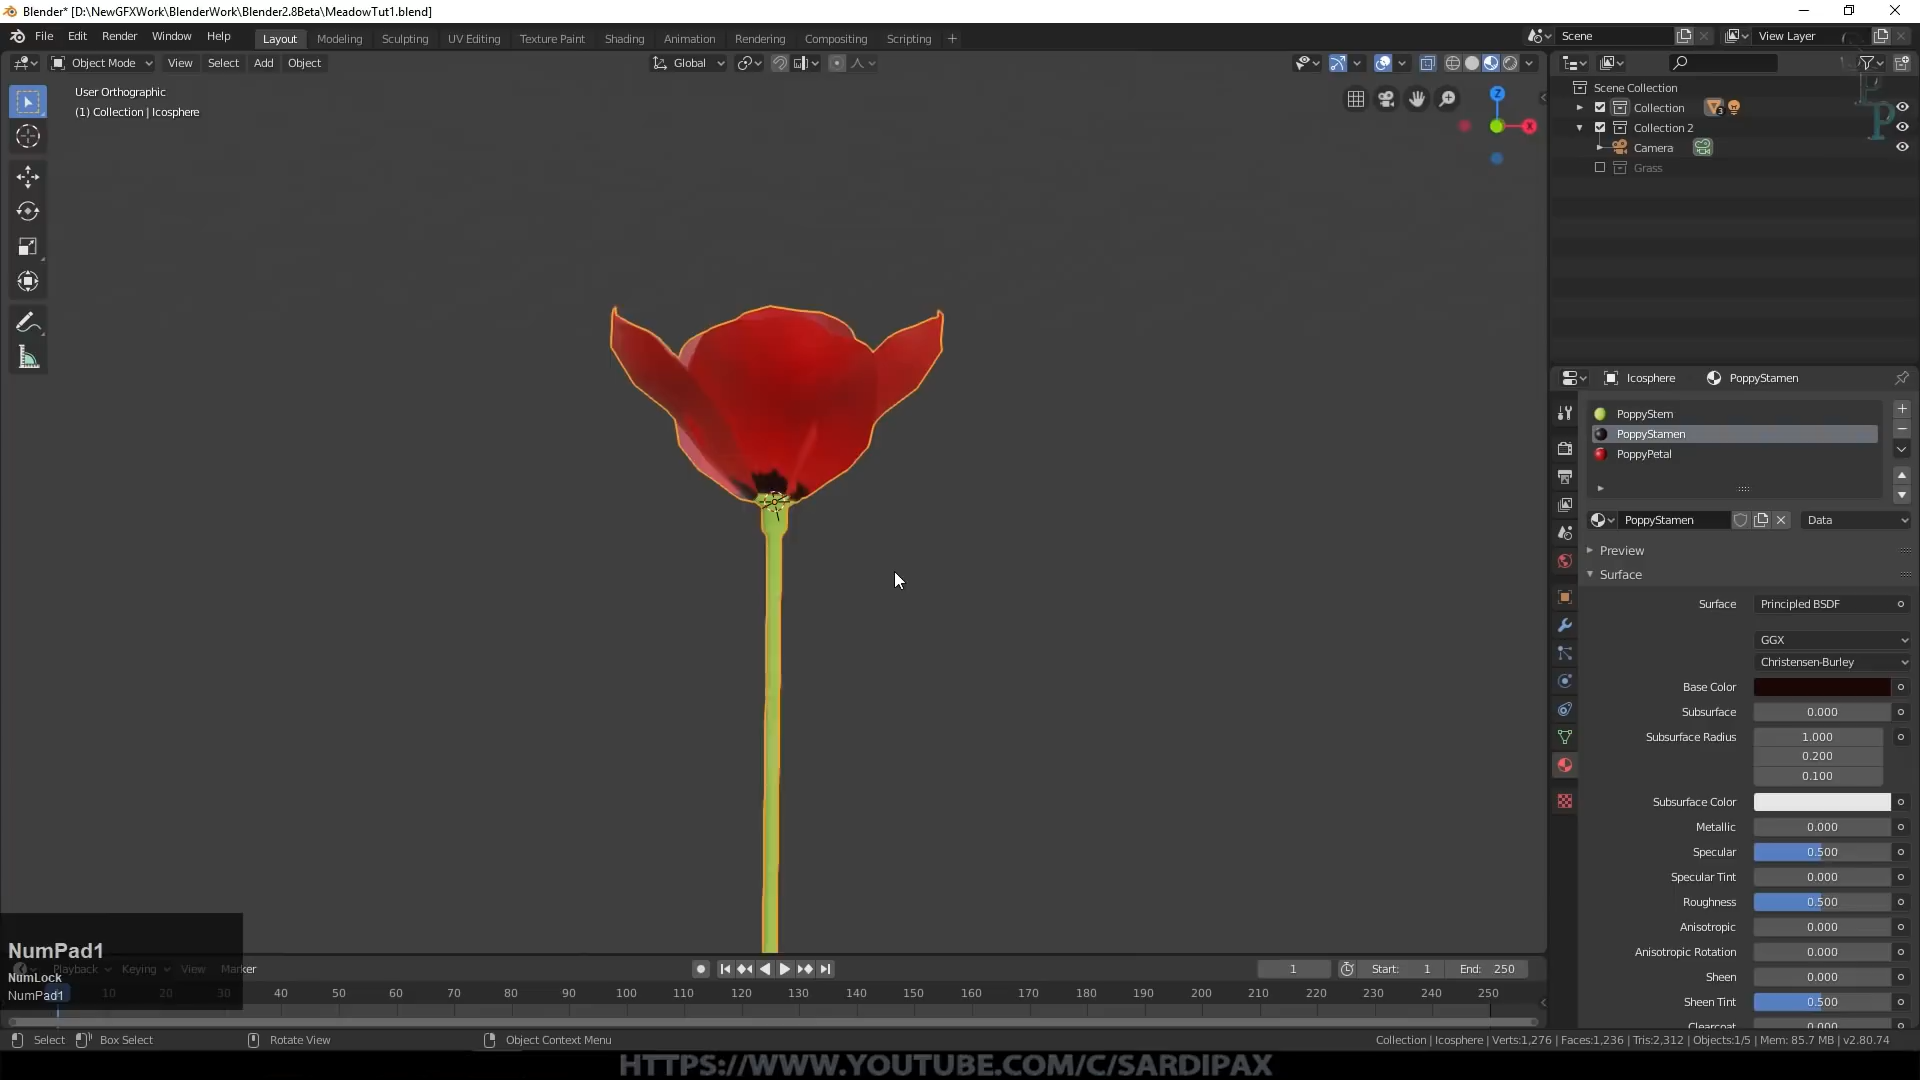 Blender* [D:\NewGFXWork\BlenderWork\Blender2.8Beta\MeadowTut1.blend]
File Edit Render Window Help Layout Modeling Sculpting UV Editing Texture Paint Shading Animation Rendering Compositing Scripting + Scene View Layer
Object Mode View Select Add Object Global
User Orthographic
(1) Collection | Icosphere
Z
X
Scene Collection
Collection 3
Collection 2
Camera
Grass
P
P
Icosphere PoppyStamen
PoppyStem
PoppyStamen
PoppyPetal
PoppyStamen Data
Preview
Surface
Surface Principled BSDF
GGX
Christensen-Burley
Base Color
Subsurface 0.000
Subsurface Radius 1.000
0.200
0.100
Subsurface Color
Metallic 0.000
Specular 0.500
Specular Tint 0.000
Roughness 0.500
Anisotropic 0.000
Anisotropic Rotation 0.000
Sheen 0.000
Sheen Tint 0.500
Clearcoat 0.000
NumPad1
NumLock
NumPad1
Playback Keying View Marker 1 Start: 1 End: 250
10 20 30 40 50 60 70 80 90 100 110 120 130 140 150 160 170 180 190 200 210 220 230 240 250
Select Box Select Rotate View Object Context Menu Collection | Icosphere | Verts:1,276 | Faces:1,236 | Tris:2,312 | Objects:1/5 | Mem: 85.7 MB | v2.80.74
HTTPS://WWW.YOUTUBE.COM/C/SARDIPAX